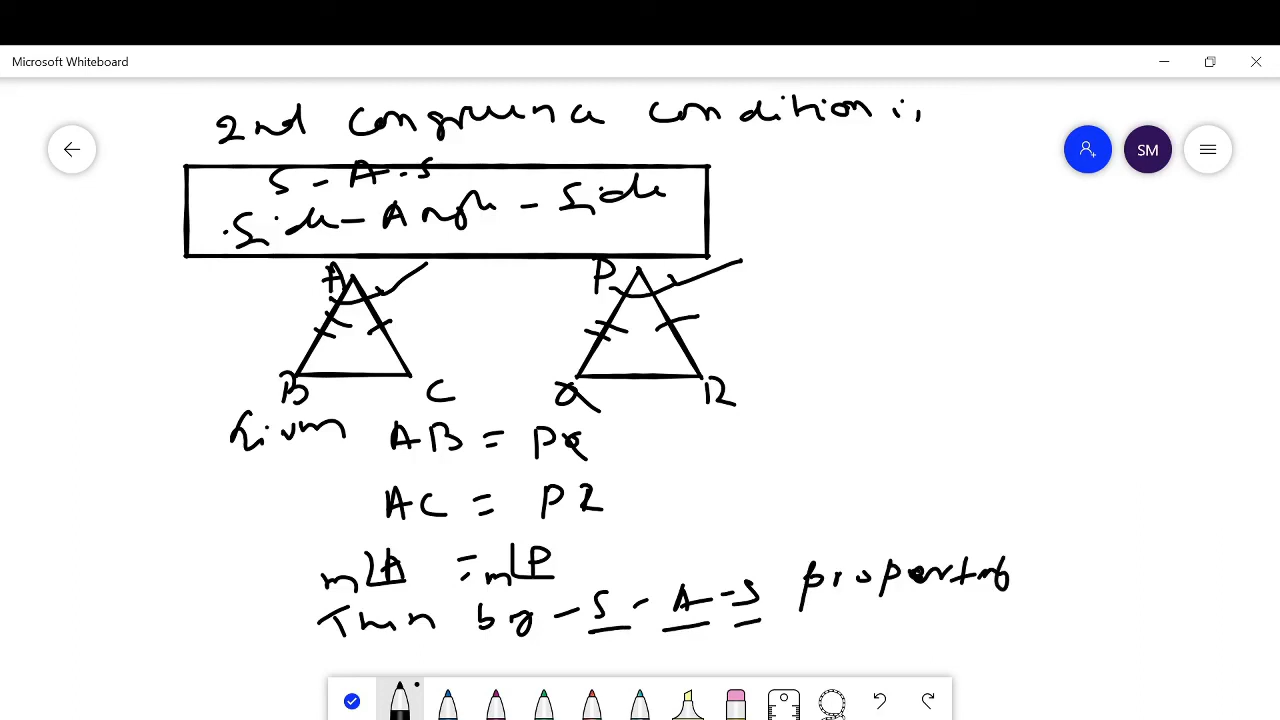 Microsoft Whiteboard
SM
2nd congruence condition is
S - A - S
Side - Angle - Side
A
P
B
C
Q
R
Given AB = PQ
AC = PR
m∠A = m∠P
Then by - S - A - S property